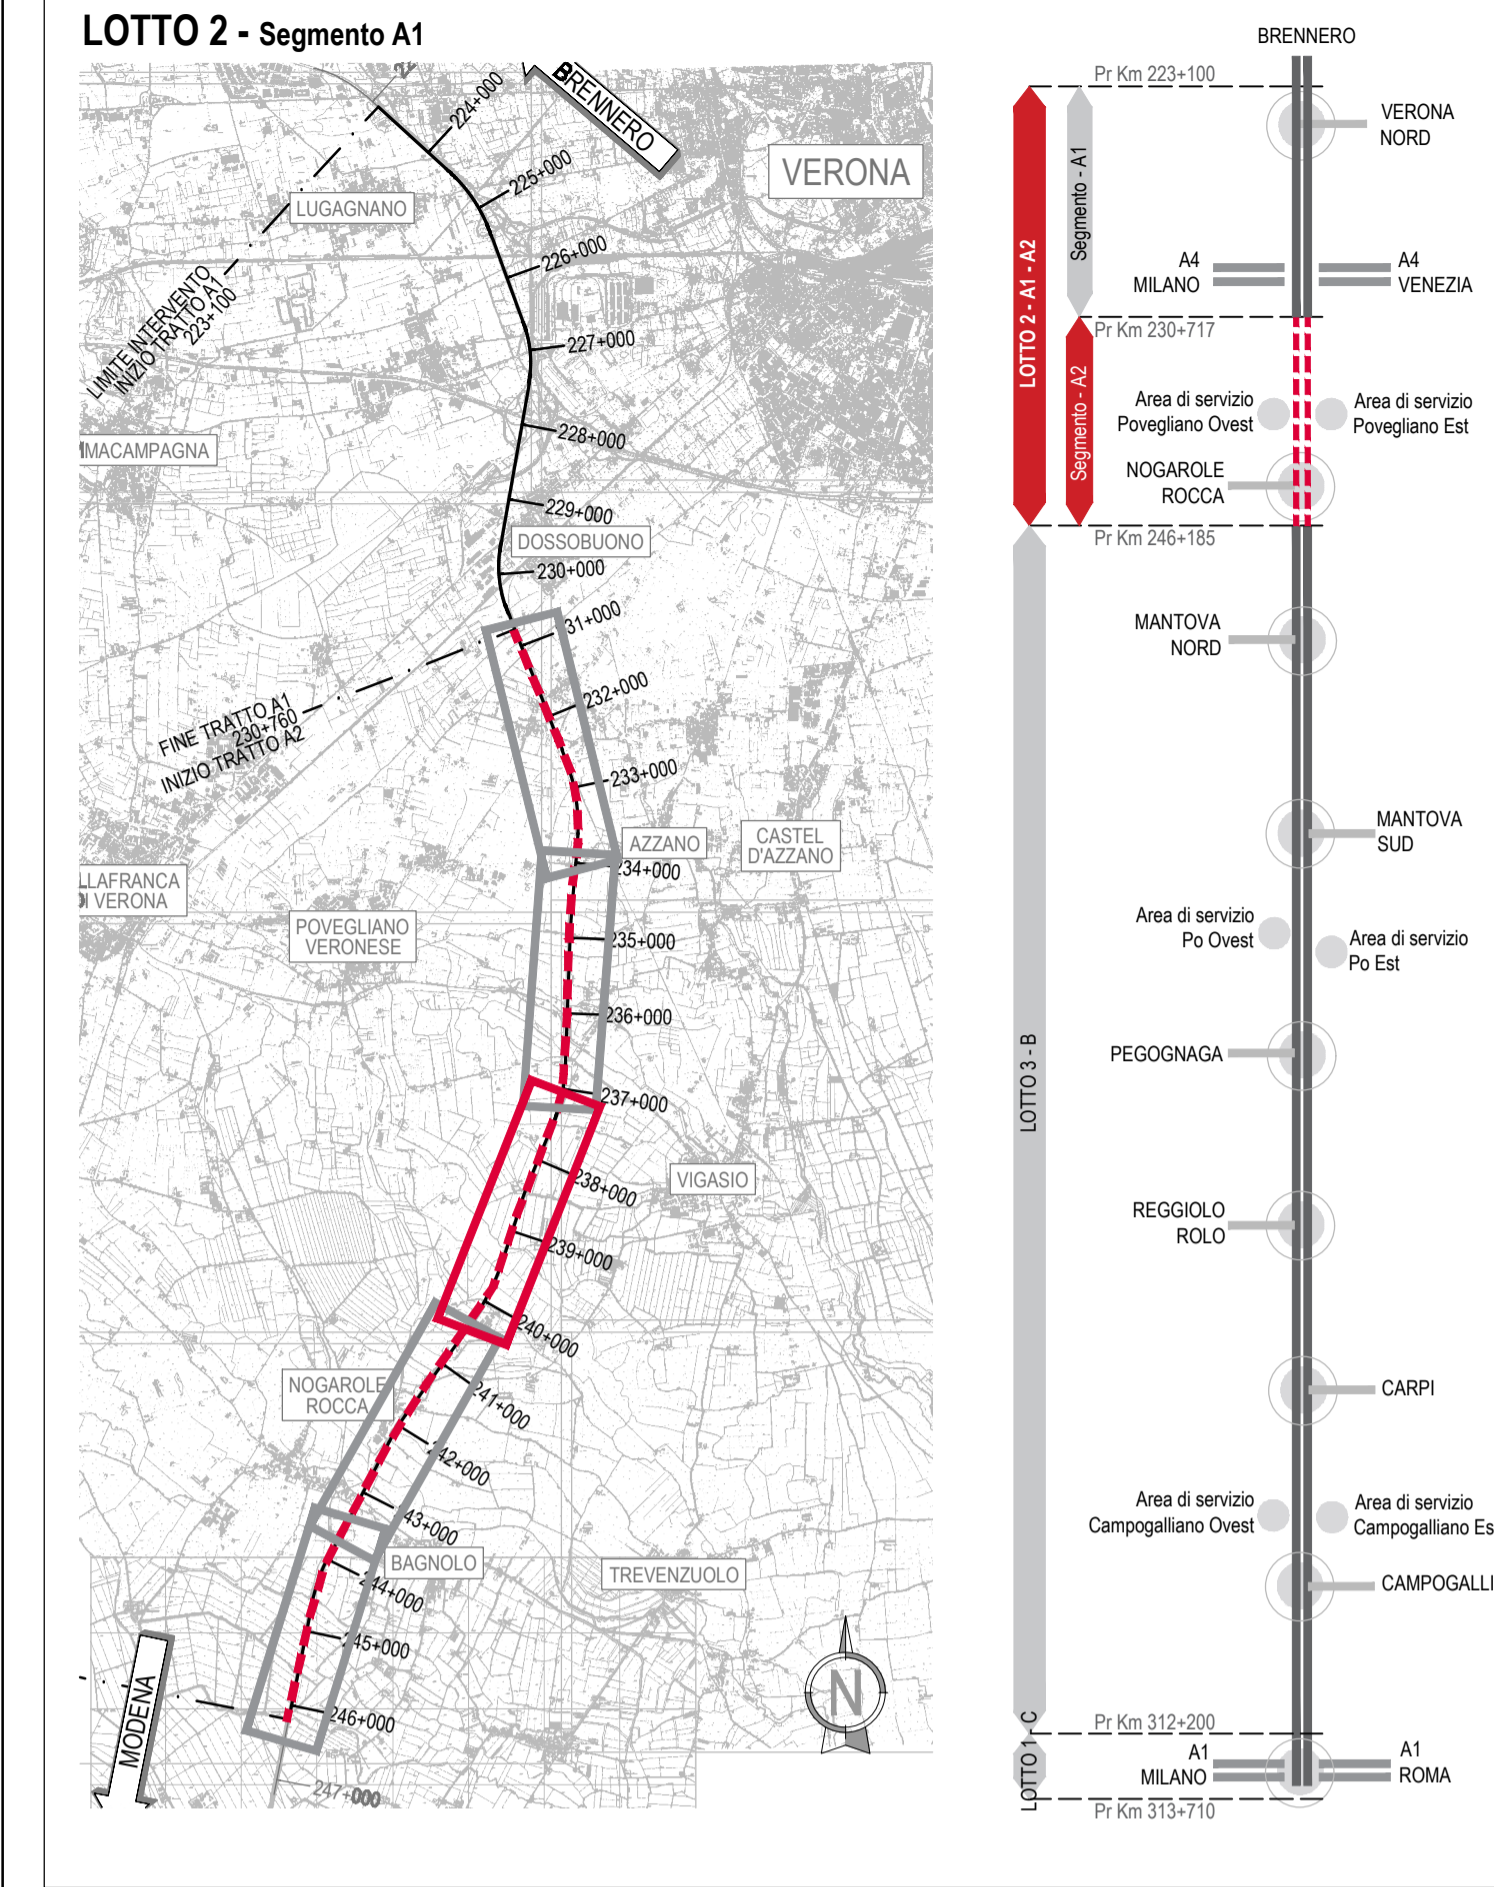 LOTTO 2 - Segmento A1
BRENNERO
VERONA
224+000
225+000
226+000
227+000
228+000
229+000
230+000
31+000
232+000
233+000
234+000
235+000
236+000
237+000
238+000
239+000
240+000
241+000
242+000
43+000
244+000
245+000
246+000
247+000
LUGAGNANO
LIMITE INTERVENTO
INIZIO TRATTO A1
223+100
MACAMPAGNA
DOSSOBUONO
FINE TRATTO A1
230+760
INIZIO TRATTO A2
AZZANO
CASTEL
D'AZZANO
LLAFRANCA
DI VERONA
POVEGLIANO
VERONESE
VIGASIO
NOGAROLE
ROCCA
BAGNOLO
TREVENZUOLO
MODENA
N
BRENNERO
Pr Km 223+100
VERONA
NORD
LOTTO 2 - A1 - A2
Segmento - A1
A4
MILANO
A4
VENEZIA
Pr Km 230+717
Segmento - A2
Area di servizio
Povegliano Ovest
Area di servizio
Povegliano Est
NOGAROLE
ROCCA
Pr Km 246+185
MANTOVA
NORD
MANTOVA
SUD
Area di servizio
Po Ovest
Area di servizio
Po Est
LOTTO 3 - B
PEGOGNAGA
REGGIOLO
ROLO
CARPI
Area di servizio
Campogalliano Ovest
Area di servizio
Campogalliano Es
CAMPOGALLI
Pr Km 312+200
LOTTO 1 - C
A1
MILANO
A1
ROMA
Pr Km 313+710